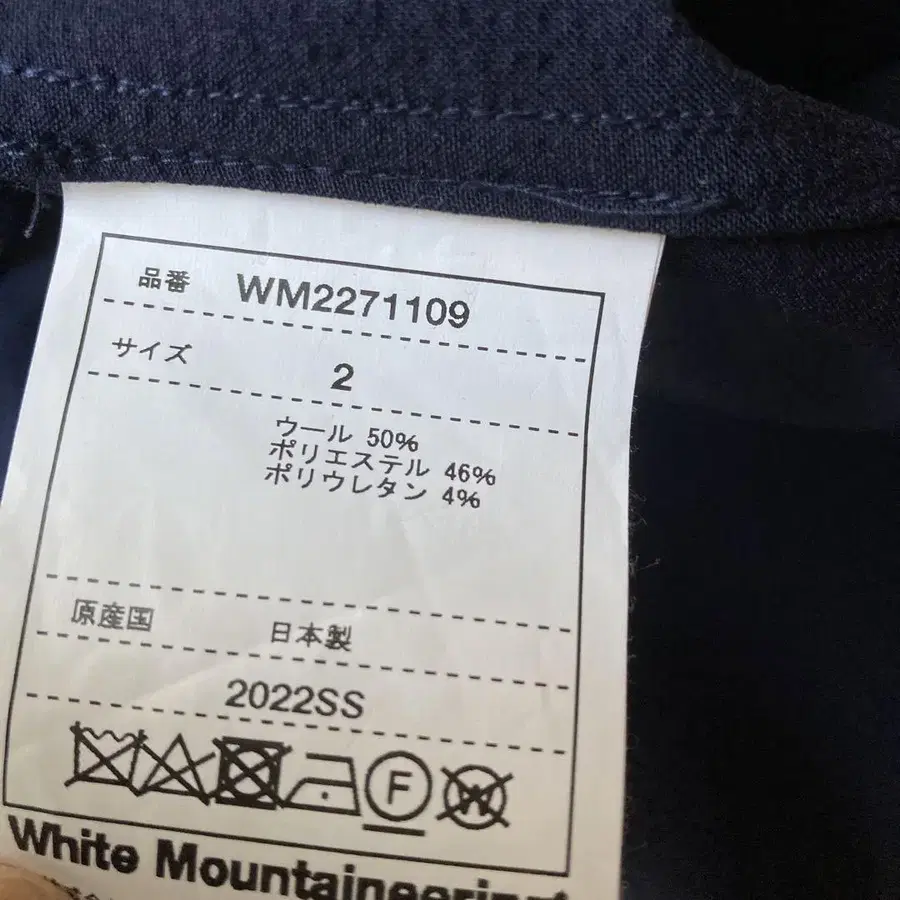 品番 WM2271109
サイズ 2
ウール 50%
ポリエステル 46%
ポリウレタン 4%
原産国 日本製
2022SS
F W
White Mountaineering